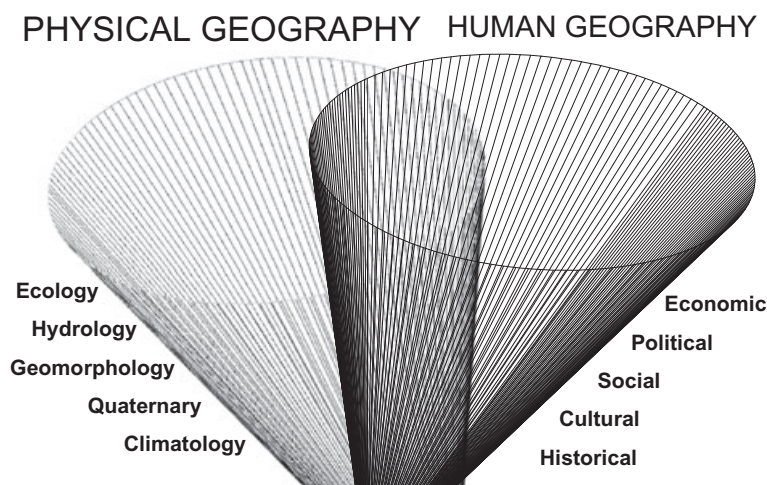 PHYSICAL GEOGRAPHY
HUMAN GEOGRAPHY
Ecology
Hydrology
Geomorphology
Quaternary
Climatology
Economic
Political
Social
Cultural
Historical